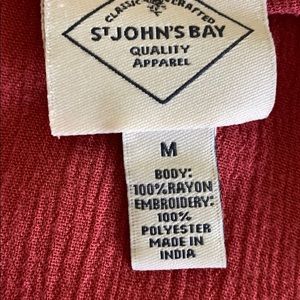 CLASSIC CRAFTED
ST JOHN'S BAY
QUALITY
APPAREL
M
BODY:
100%RAYON
EMBROIDERY:
100%
POLYESTER
MADE IN
INDIA